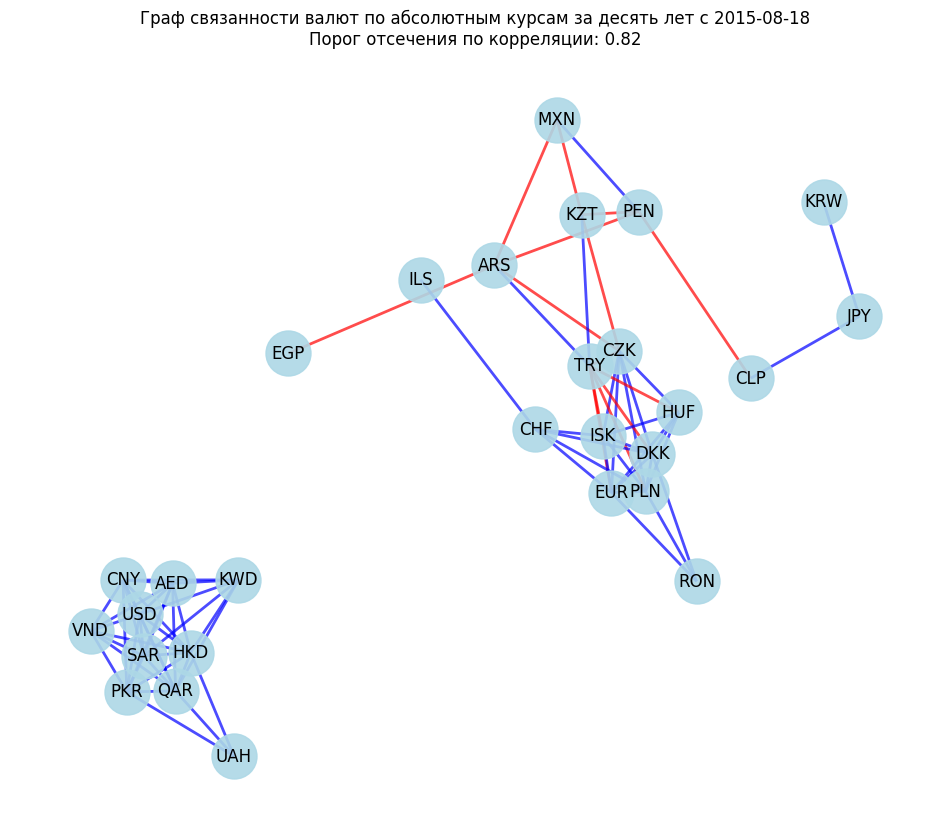 Граф связанности валют по абсолютным курсам за десять лет с 2015-08-18
Порог отсечения по корреляции: 0.82
MXN
KRW
KZT
PEN
ARS
ILS
JPY
EGP
CZK
TRY
CLP
HUF
CHF
ISK
DKK
EUR
PLN
RON
CNY
AED
KWD
USD
VND
SAR
HKD
PKR
QAR
UAH